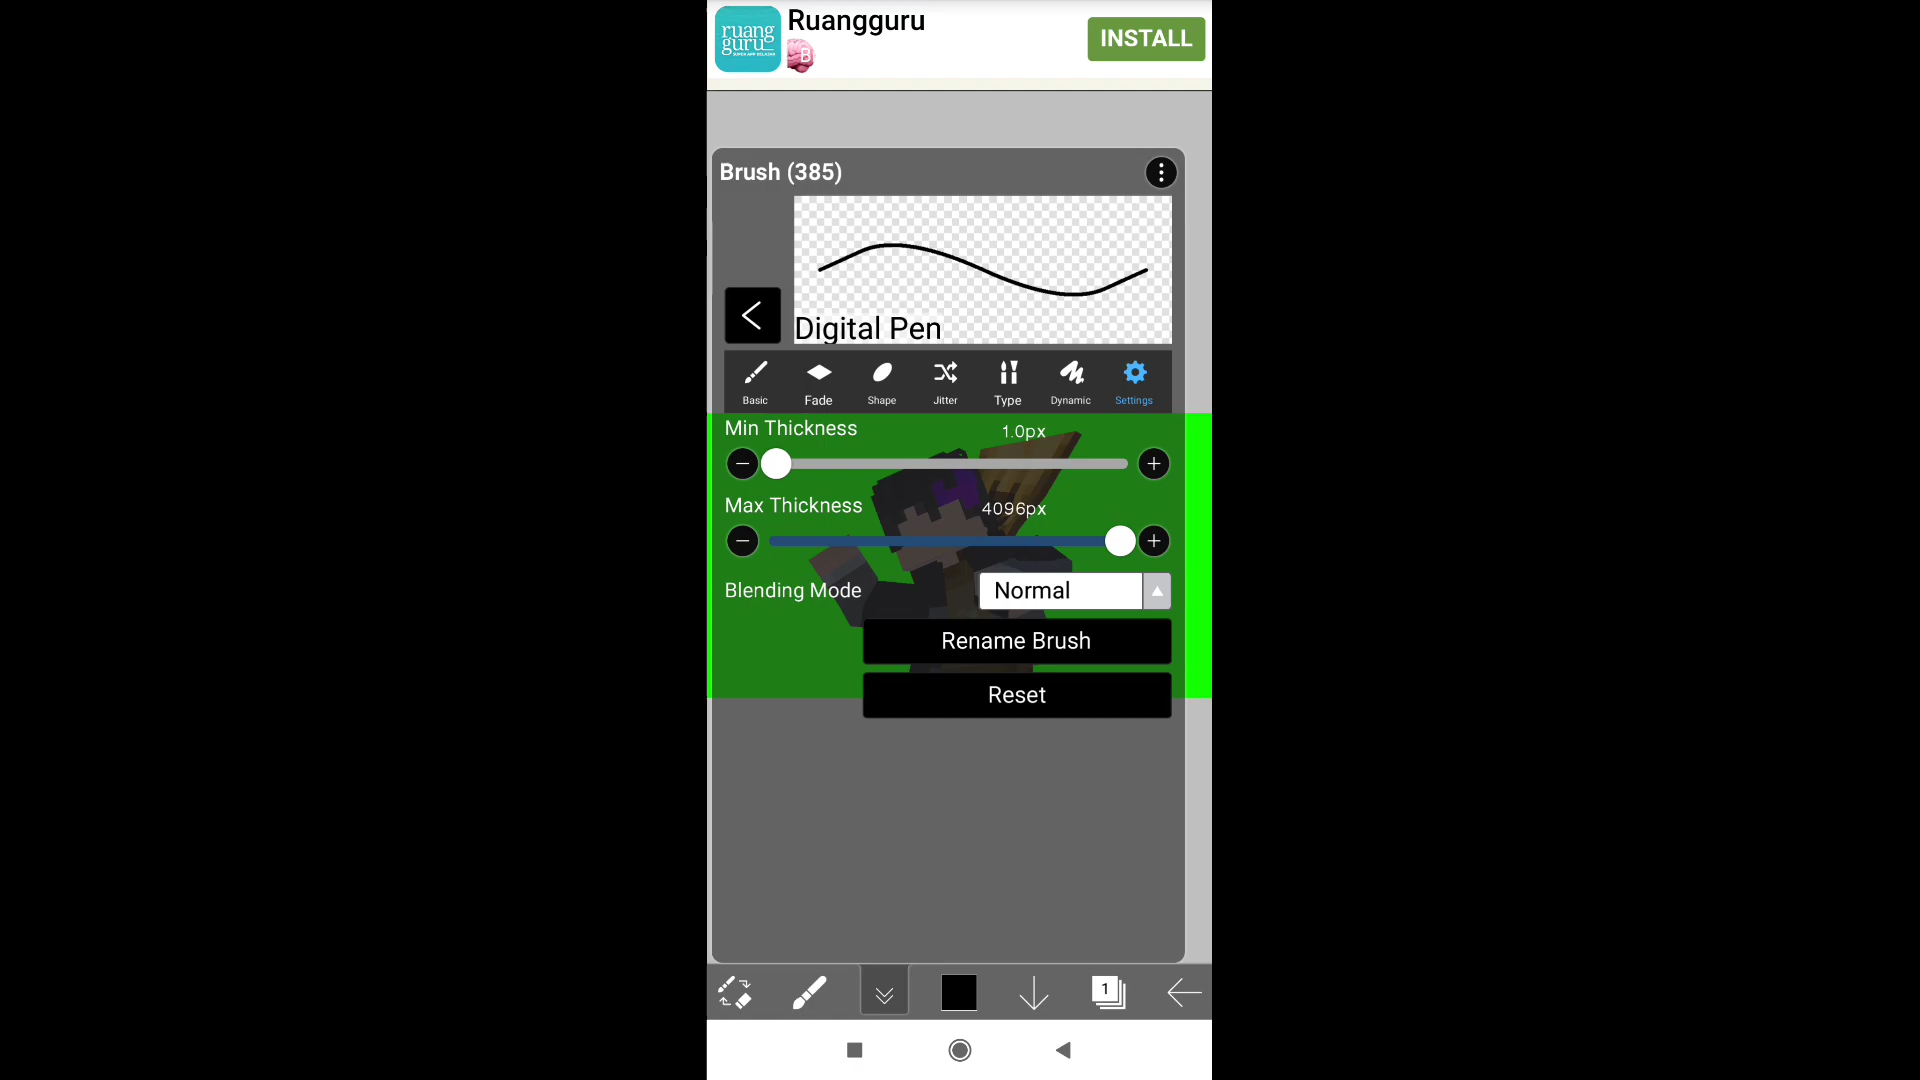 ruang
guru
Ruangguru
B
INSTALL
Brush (385)
Digital Pen
Basic
Fade
Shape
Jitter
Type
Dynamic
Settings
Min Thickness
1.0px
Max Thickness
4096px
Blending Mode
Normal
Rename Brush
Reset
1